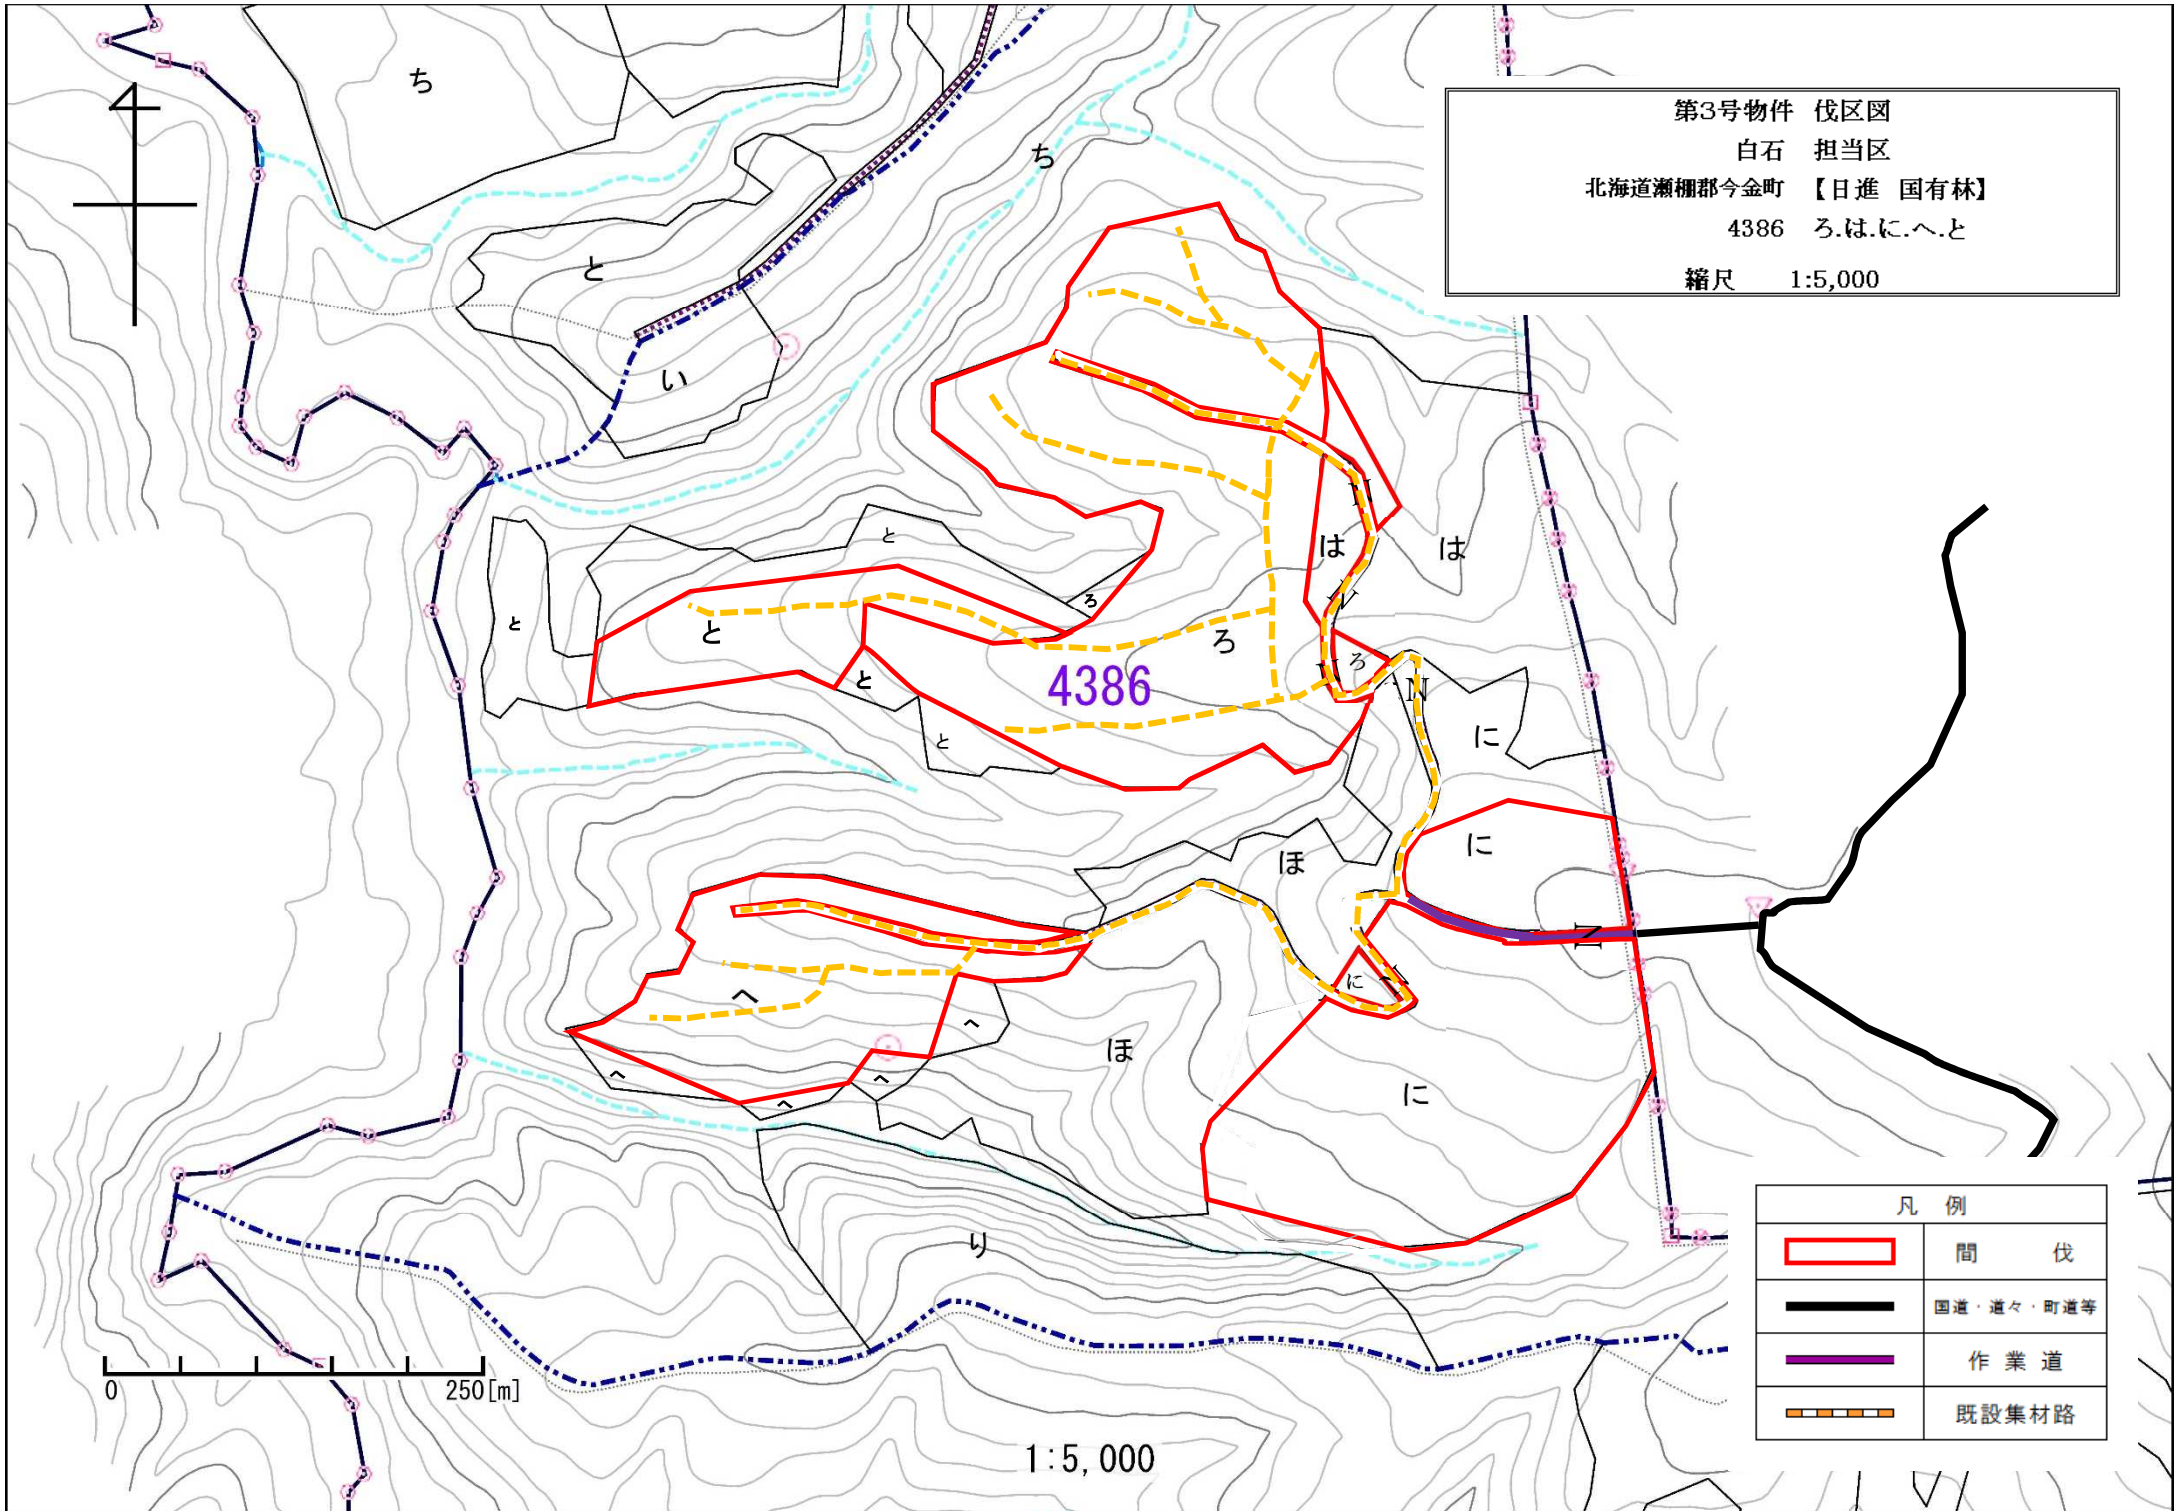 第3号物件 伐区図
白石 担当区
北海道瀬棚郡今金町 【日進 国有林】
4386 ろ.は.に.へ.と
縮尺 1:5,000
ち
ち
と
い
と
は
は
と
ろ
と
ろ
ろ
と
4386
N
と
に
に
ほ
へ
に
へ
ほ
へ
へ
に
へ
り
0
250[m]
1:5,000
凡 例
間 伐
国道・道々・町道等
作 業 道
既設集材路